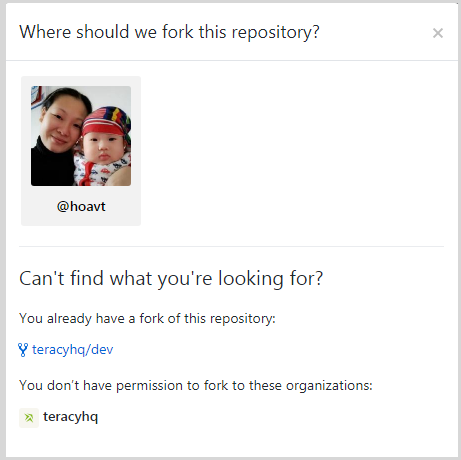 Where should we fork this repository?
@hoavt
Can't find what you're looking for?
You already have a fork of this repository:
teracyhq/dev
You don't have permission to fork to these organizations:
teracyhq